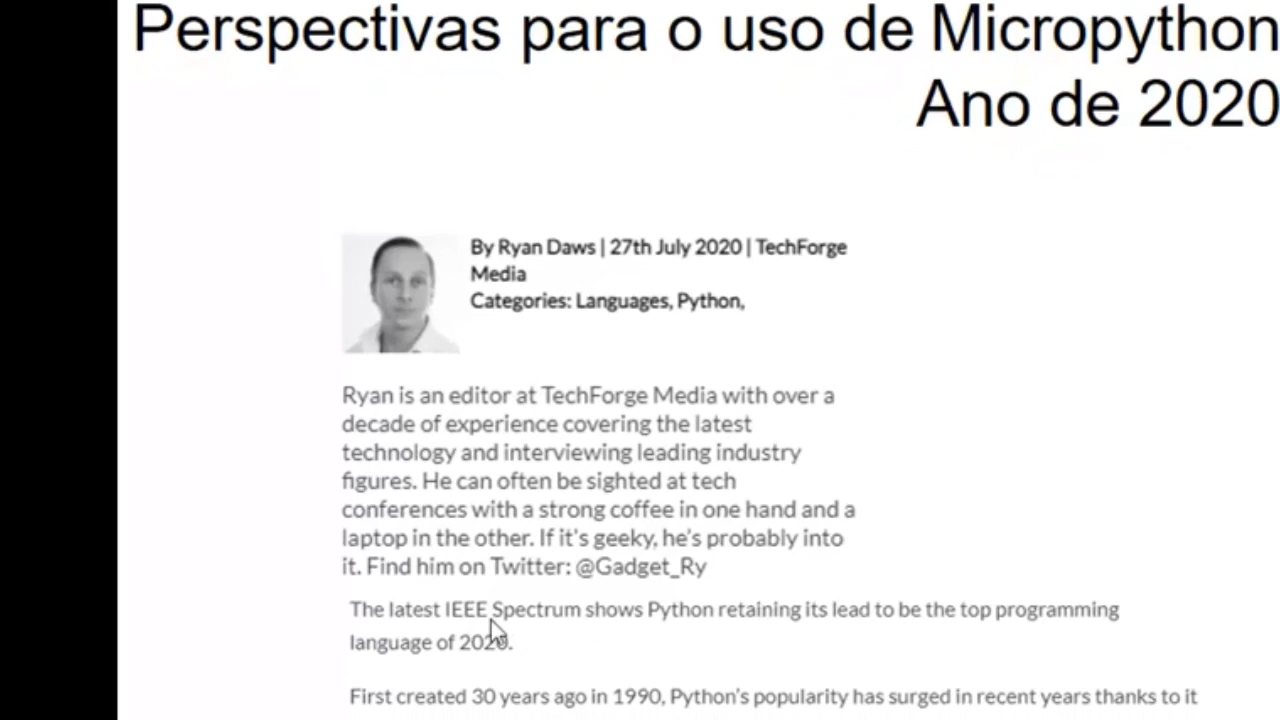 Perspectivas para o uso de Micropython
Ano de 2020
By Ryan Daws | 27th July 2020 | TechForge
Media
Categories: Languages, Python,
Ryan is an editor at TechForge Media with over a
decade of experience covering the latest
technology and interviewing leading industry
figures. He can often be sighted at tech
conferences with a strong coffee in one hand and a
laptop in the other. If it's geeky, he's probably into
it. Find him on Twitter: @Gadget_Ry
The latest IEEE Spectrum shows Python retaining its lead to be the top programming
language of 2020.
First created 30 years ago in 1990, Python's popularity has surged in recent years thanks to it